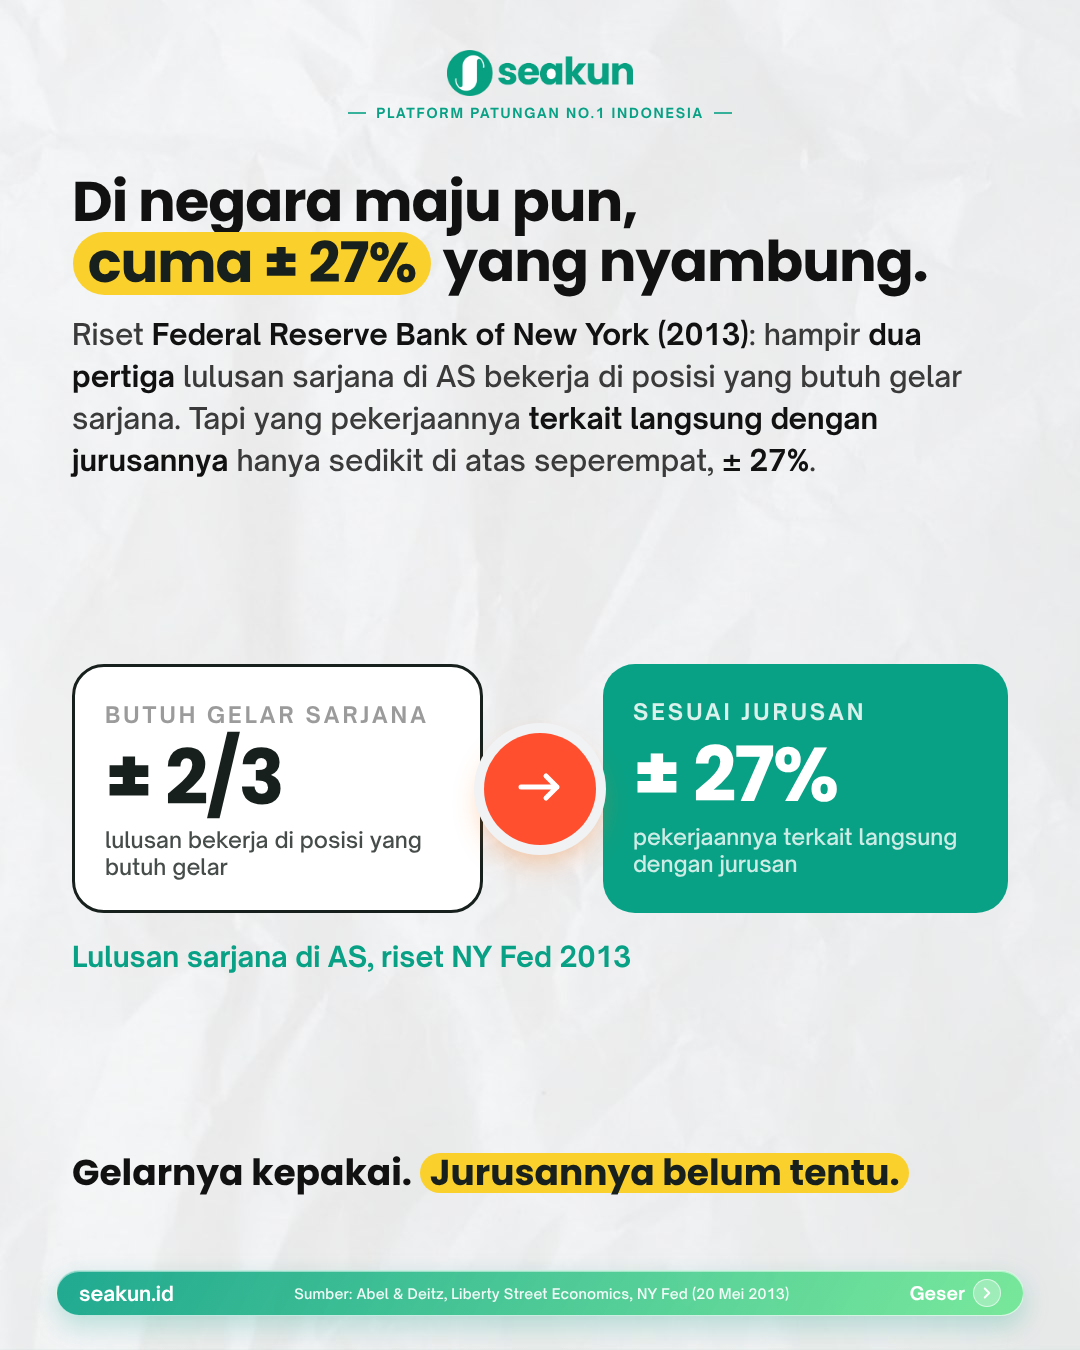 seakun
PLATFORM PATUNGAN NO.1 INDONESIA
Di negara maju pun,
cuma ± 27% yang nyambung.
Riset Federal Reserve Bank of New York (2013): hampir dua
pertiga lulusan sarjana di AS bekerja di posisi yang butuh gelar
sarjana. Tapi yang pekerjaannya terkait langsung dengan
jurusannya hanya sedikit di atas seperempat, ± 27%.
BUTUH GELAR SARJANA
± 2/3
lulusan bekerja di posisi yang
butuh gelar
SESUAI JURUSAN
± 27%
pekerjaannya terkait langsung
dengan jurusan
Lulusan sarjana di AS, riset NY Fed 2013
Gelarnya kepakai. Jurusannya belum tentu.
seakun.id
Sumber: Abel & Deitz, Liberty Street Economics, NY Fed (20 Mei 2013)
Geser